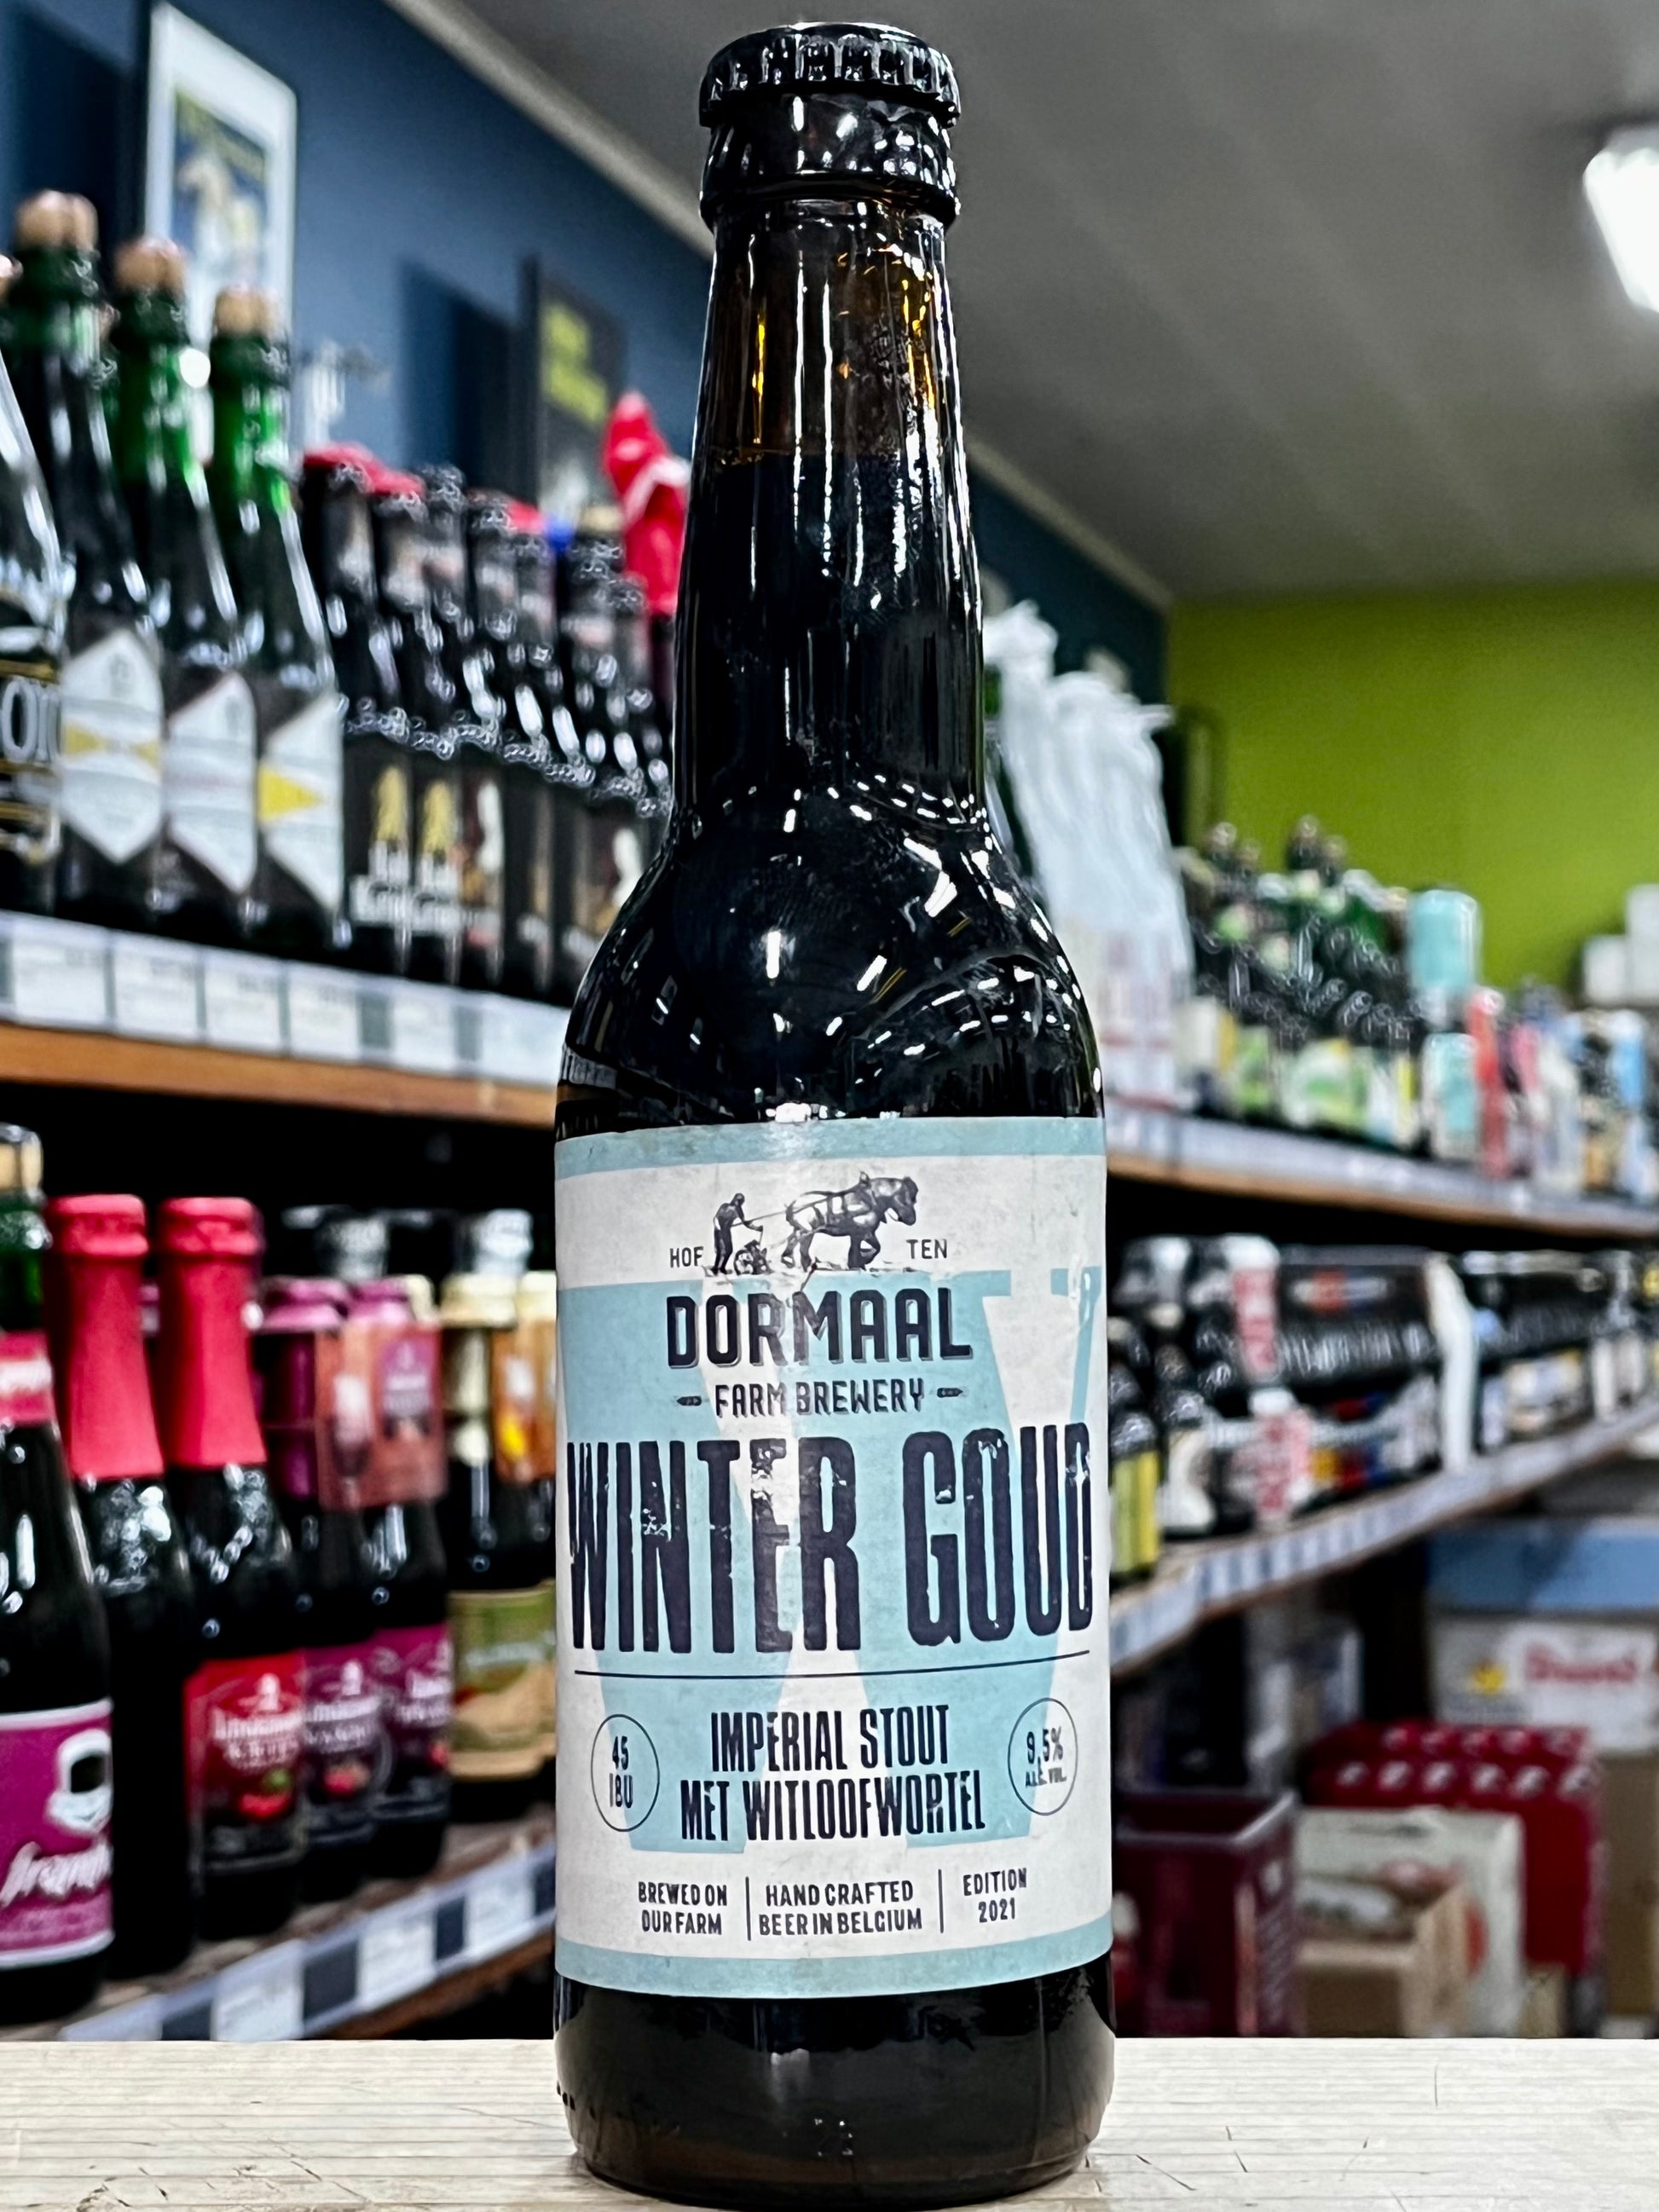 HOF TEN
DORMAAL
FARM BREWERY
WINTER GOUD
45
IBU
IMPERIAL STOUT
MET WITLOOFWORTEL
9,5%
ALC. VOL.
BREWED ON
OUR FARM
HAND CRAFTED
BEER IN BELGIUM
EDITION
2021